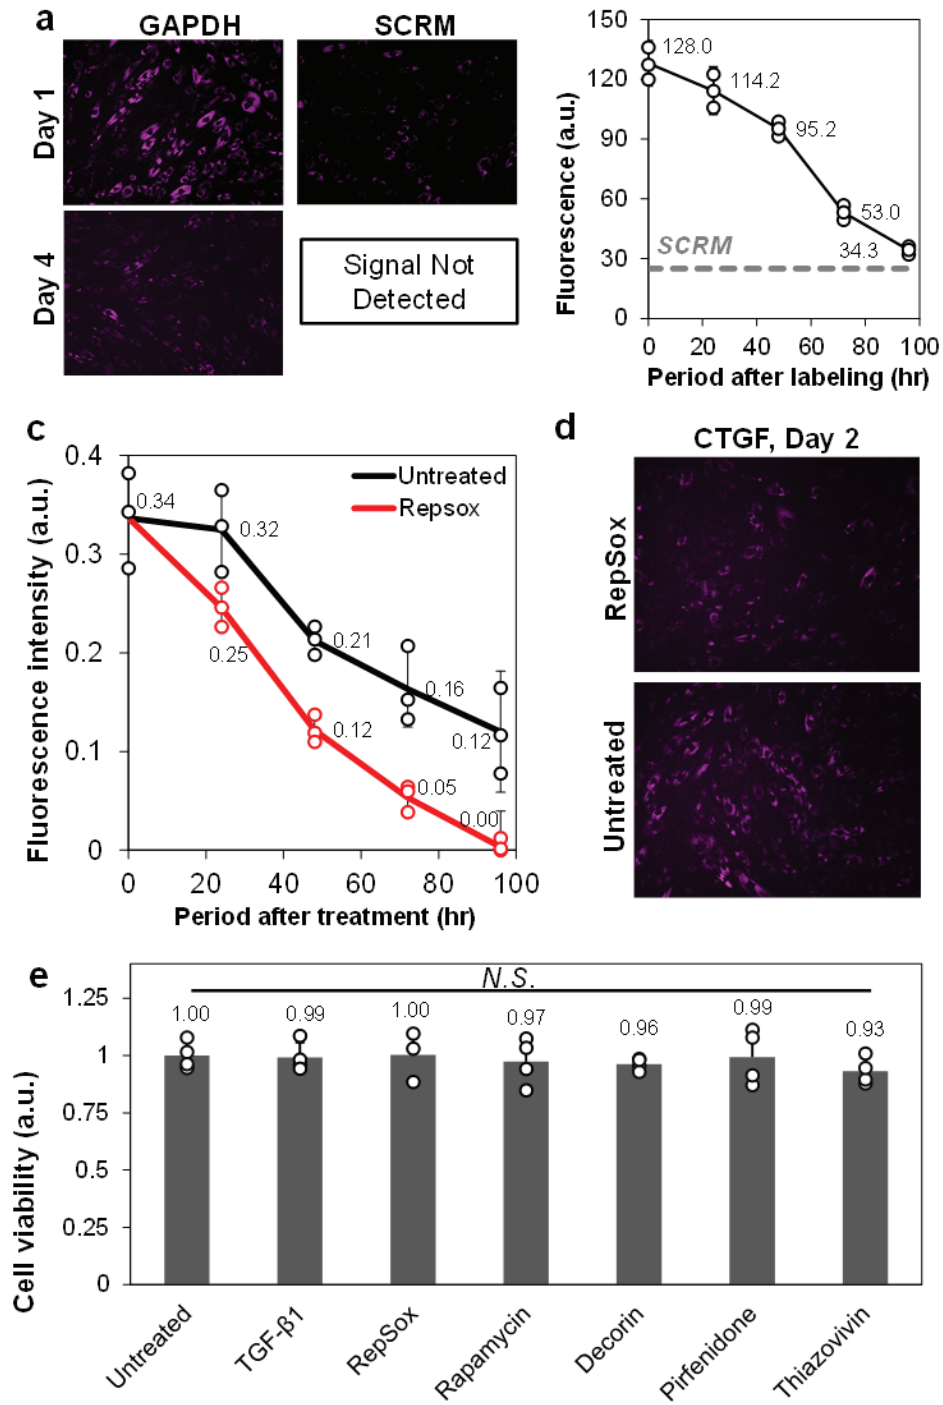 a
GAPDH
SCRM
Day 1
Day 4
Signal Not
Detected
Fluorescence (a.u.)
150
120
90
60
30
0
128.0
114.2
95.2
53.0
34.3
SCRM
0 20 40 60 80 100
Period after labeling (hr)
c
Fluorescence intensity (a.u.)
0.4
0.3
0.2
0.1
0
Untreated
Repsox
0.34
0.32
0.25
0.21
0.12
0.16
0.05
0.12
0.00
0 20 40 60 80 100
Period after treatment (hr)
d
CTGF, Day 2
RepSox
Untreated
e
Cell viability (a.u.)
1.25
1
0.75
0.5
0.25
0
N.S.
1.00 0.99 1.00 0.97 0.96 0.99 0.93
Untreated
TGF-β1
RepSox
Rapamycin
Decorin
Pirfenidone
Thiazovivin